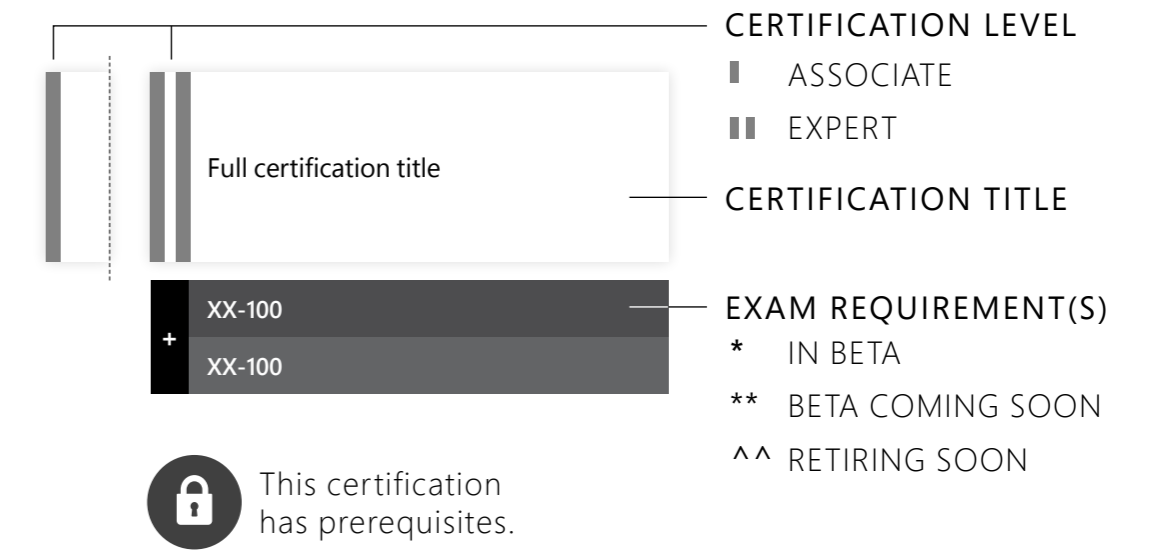 CERTIFICATION LEVEL
ASSOCIATE
EXPERT
Full certification title
CERTIFICATION TITLE
XX-100
+
XX-100
EXAM REQUIREMENT(S)
* IN BETA
** BETA COMING SOON
^^ RETIRING SOON
This certification
has prerequisites.